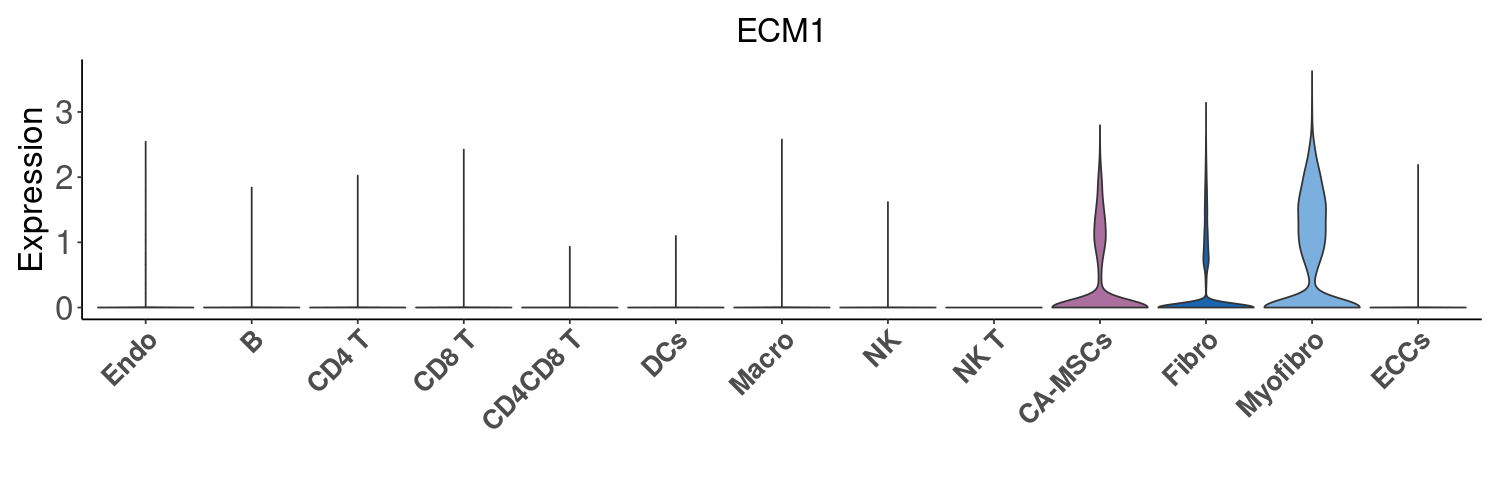 ECM1
Expression
3
2
1
0
Endo
B
CD4 T
CD8 T
CD4CD8 T
DCs
Macro
NK
NK T
CA-MSCs
Fibro
Myofibro
ECCs